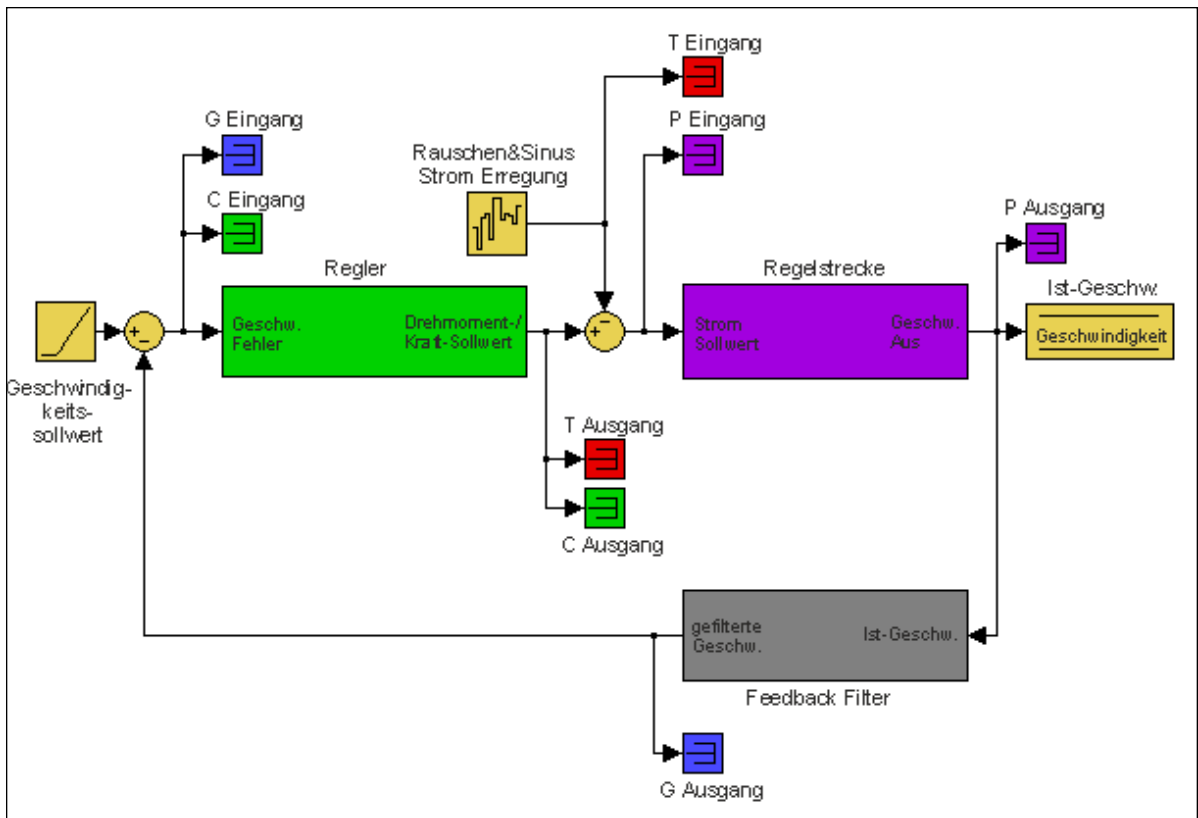 T Eingang
G Eingang
P Eingang
Rauschen&Sinus
Strom Erregung
C Eingang
P Ausgang
Regler
Regelstrecke
Ist-Geschw.
Geschw.
Fehler
Drehmoment-/
Kraft-Sollwert
Strom
Sollwert
Geschw.
Aus
Geschwindigkeit
Geschwindig-
keits-
sollwert
T Ausgang
C Ausgang
gefilterte
Geschw.
Ist-Geschw.
Feedback Filter
G Ausgang